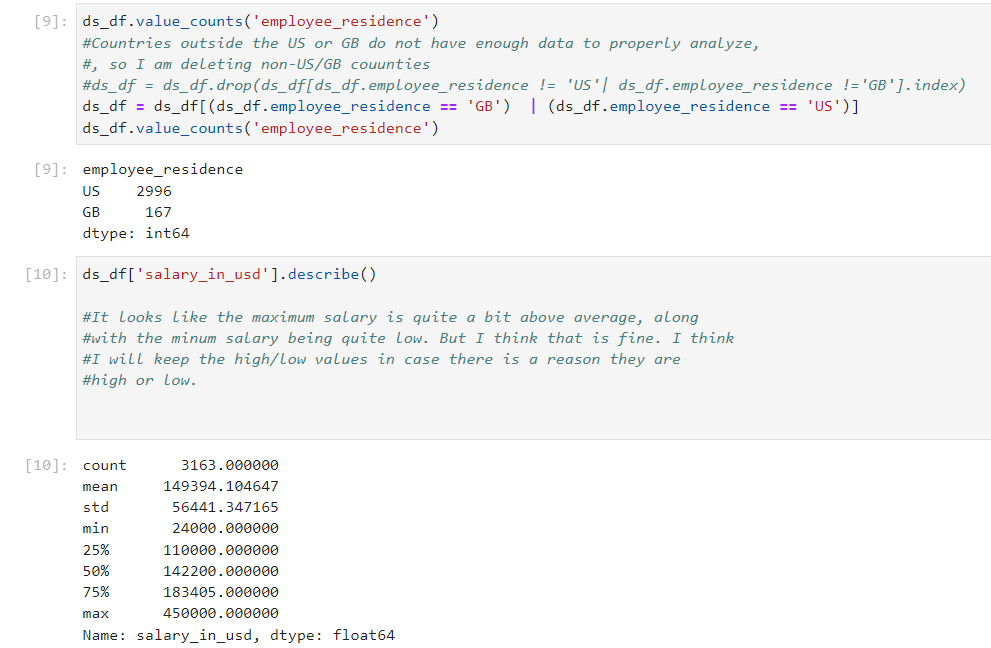 [9]: ds_df.value_counts('employee_residence')
#Countries outside the US or GB do not have enough data to properly analyze,
#, so I am deleting non-US/GB couunties
#ds_df = ds_df.drop(ds_df[ds_df.employee_residence != 'US'| ds_df.employee_residence !='GB'].index)
ds_df = ds_df[(ds_df.employee_residence == 'GB')  | (ds_df.employee_residence == 'US')]
ds_df.value_counts('employee_residence')
[9]: employee_residence
US    2996
GB     167
dtype: int64
[10]: ds_df['salary_in_usd'].describe()
#It looks like the maximum salary is quite a bit above average, along
#with the minum salary being quite low. But I think that is fine. I think
#I will keep the high/low values in case there is a reason they are
#high or low.
[10]: count      3163.000000
mean     149394.104647
std       56441.347165
min       24000.000000
25%      110000.000000
50%      142200.000000
75%      183405.000000
max      450000.000000
Name: salary_in_usd, dtype: float64